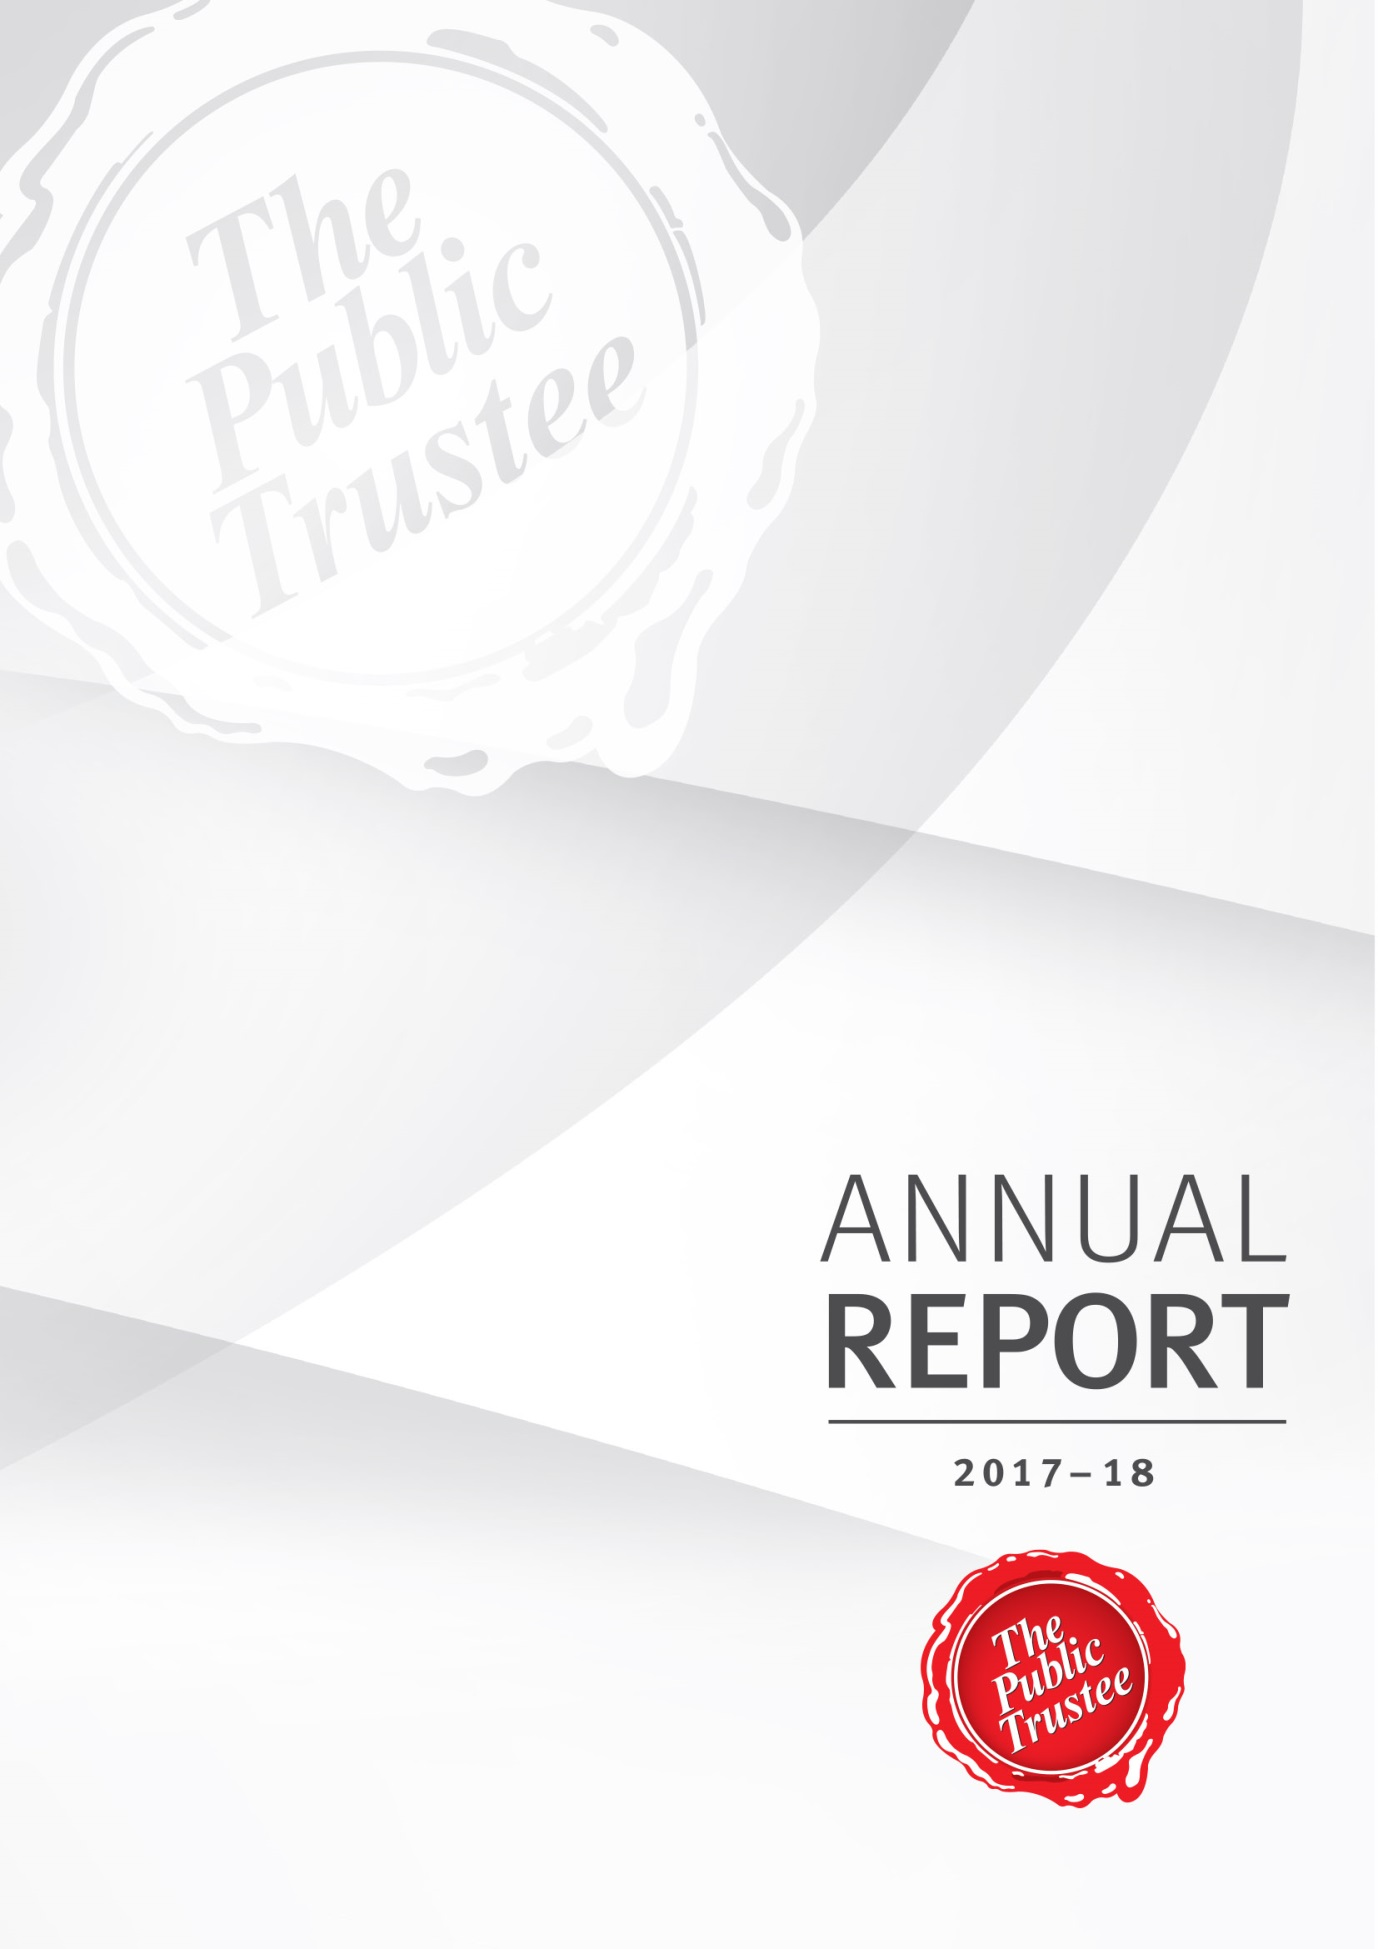 The
Public
Trustee
ANNUAL
REPORT
2017–18
The
Public
Trustee